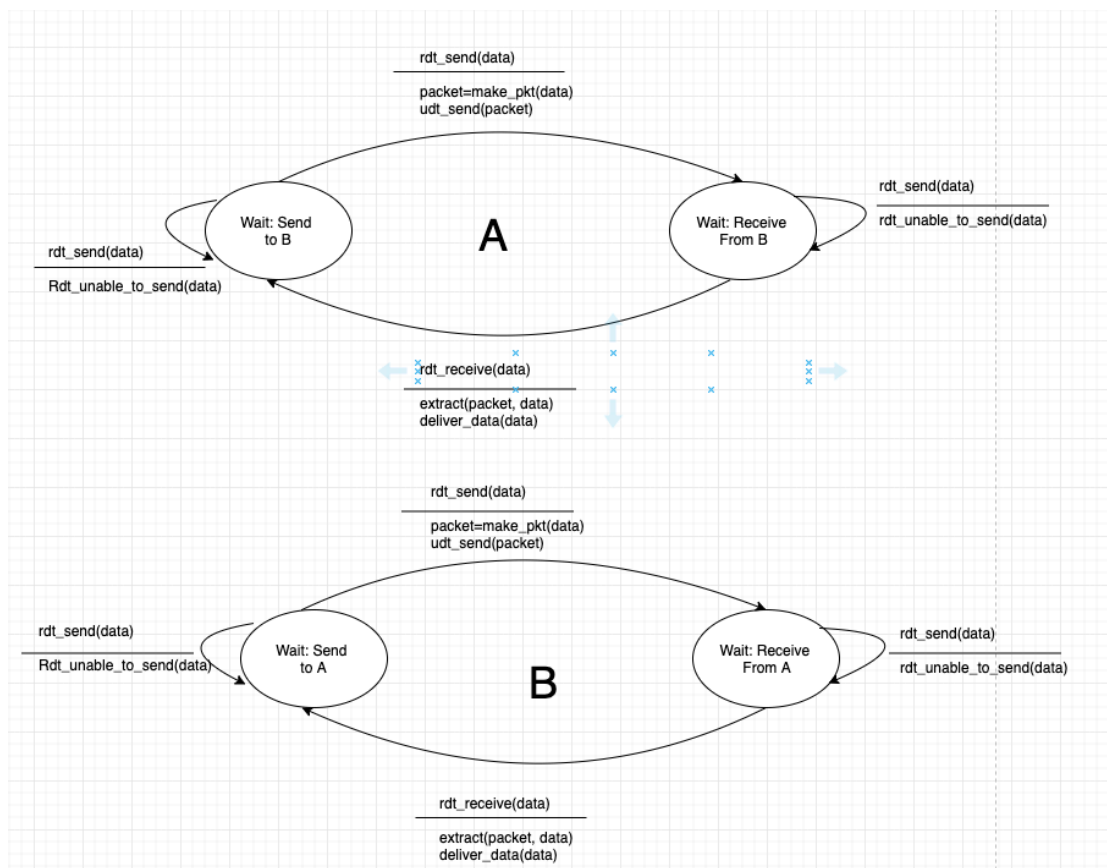 rdt_send(data)
packet=make_pkt(data)
udt_send(packet)
Wait: Send
to B
A
Wait: Receive
From B
rdt_send(data)
rdt_unable_to_send(data)
rdt_send(data)
Rdt_unable_to_send(data)
rdt_receive(data)
extract(packet, data)
deliver_data(data)
rdt_send(data)
packet=make_pkt(data)
udt_send(packet)
rdt_send(data)
Rdt_unable_to_send(data)
Wait: Send
to A
B
Wait: Receive
From A
rdt_send(data)
rdt_unable_to_send(data)
rdt_receive(data)
extract(packet, data)
deliver_data(data)